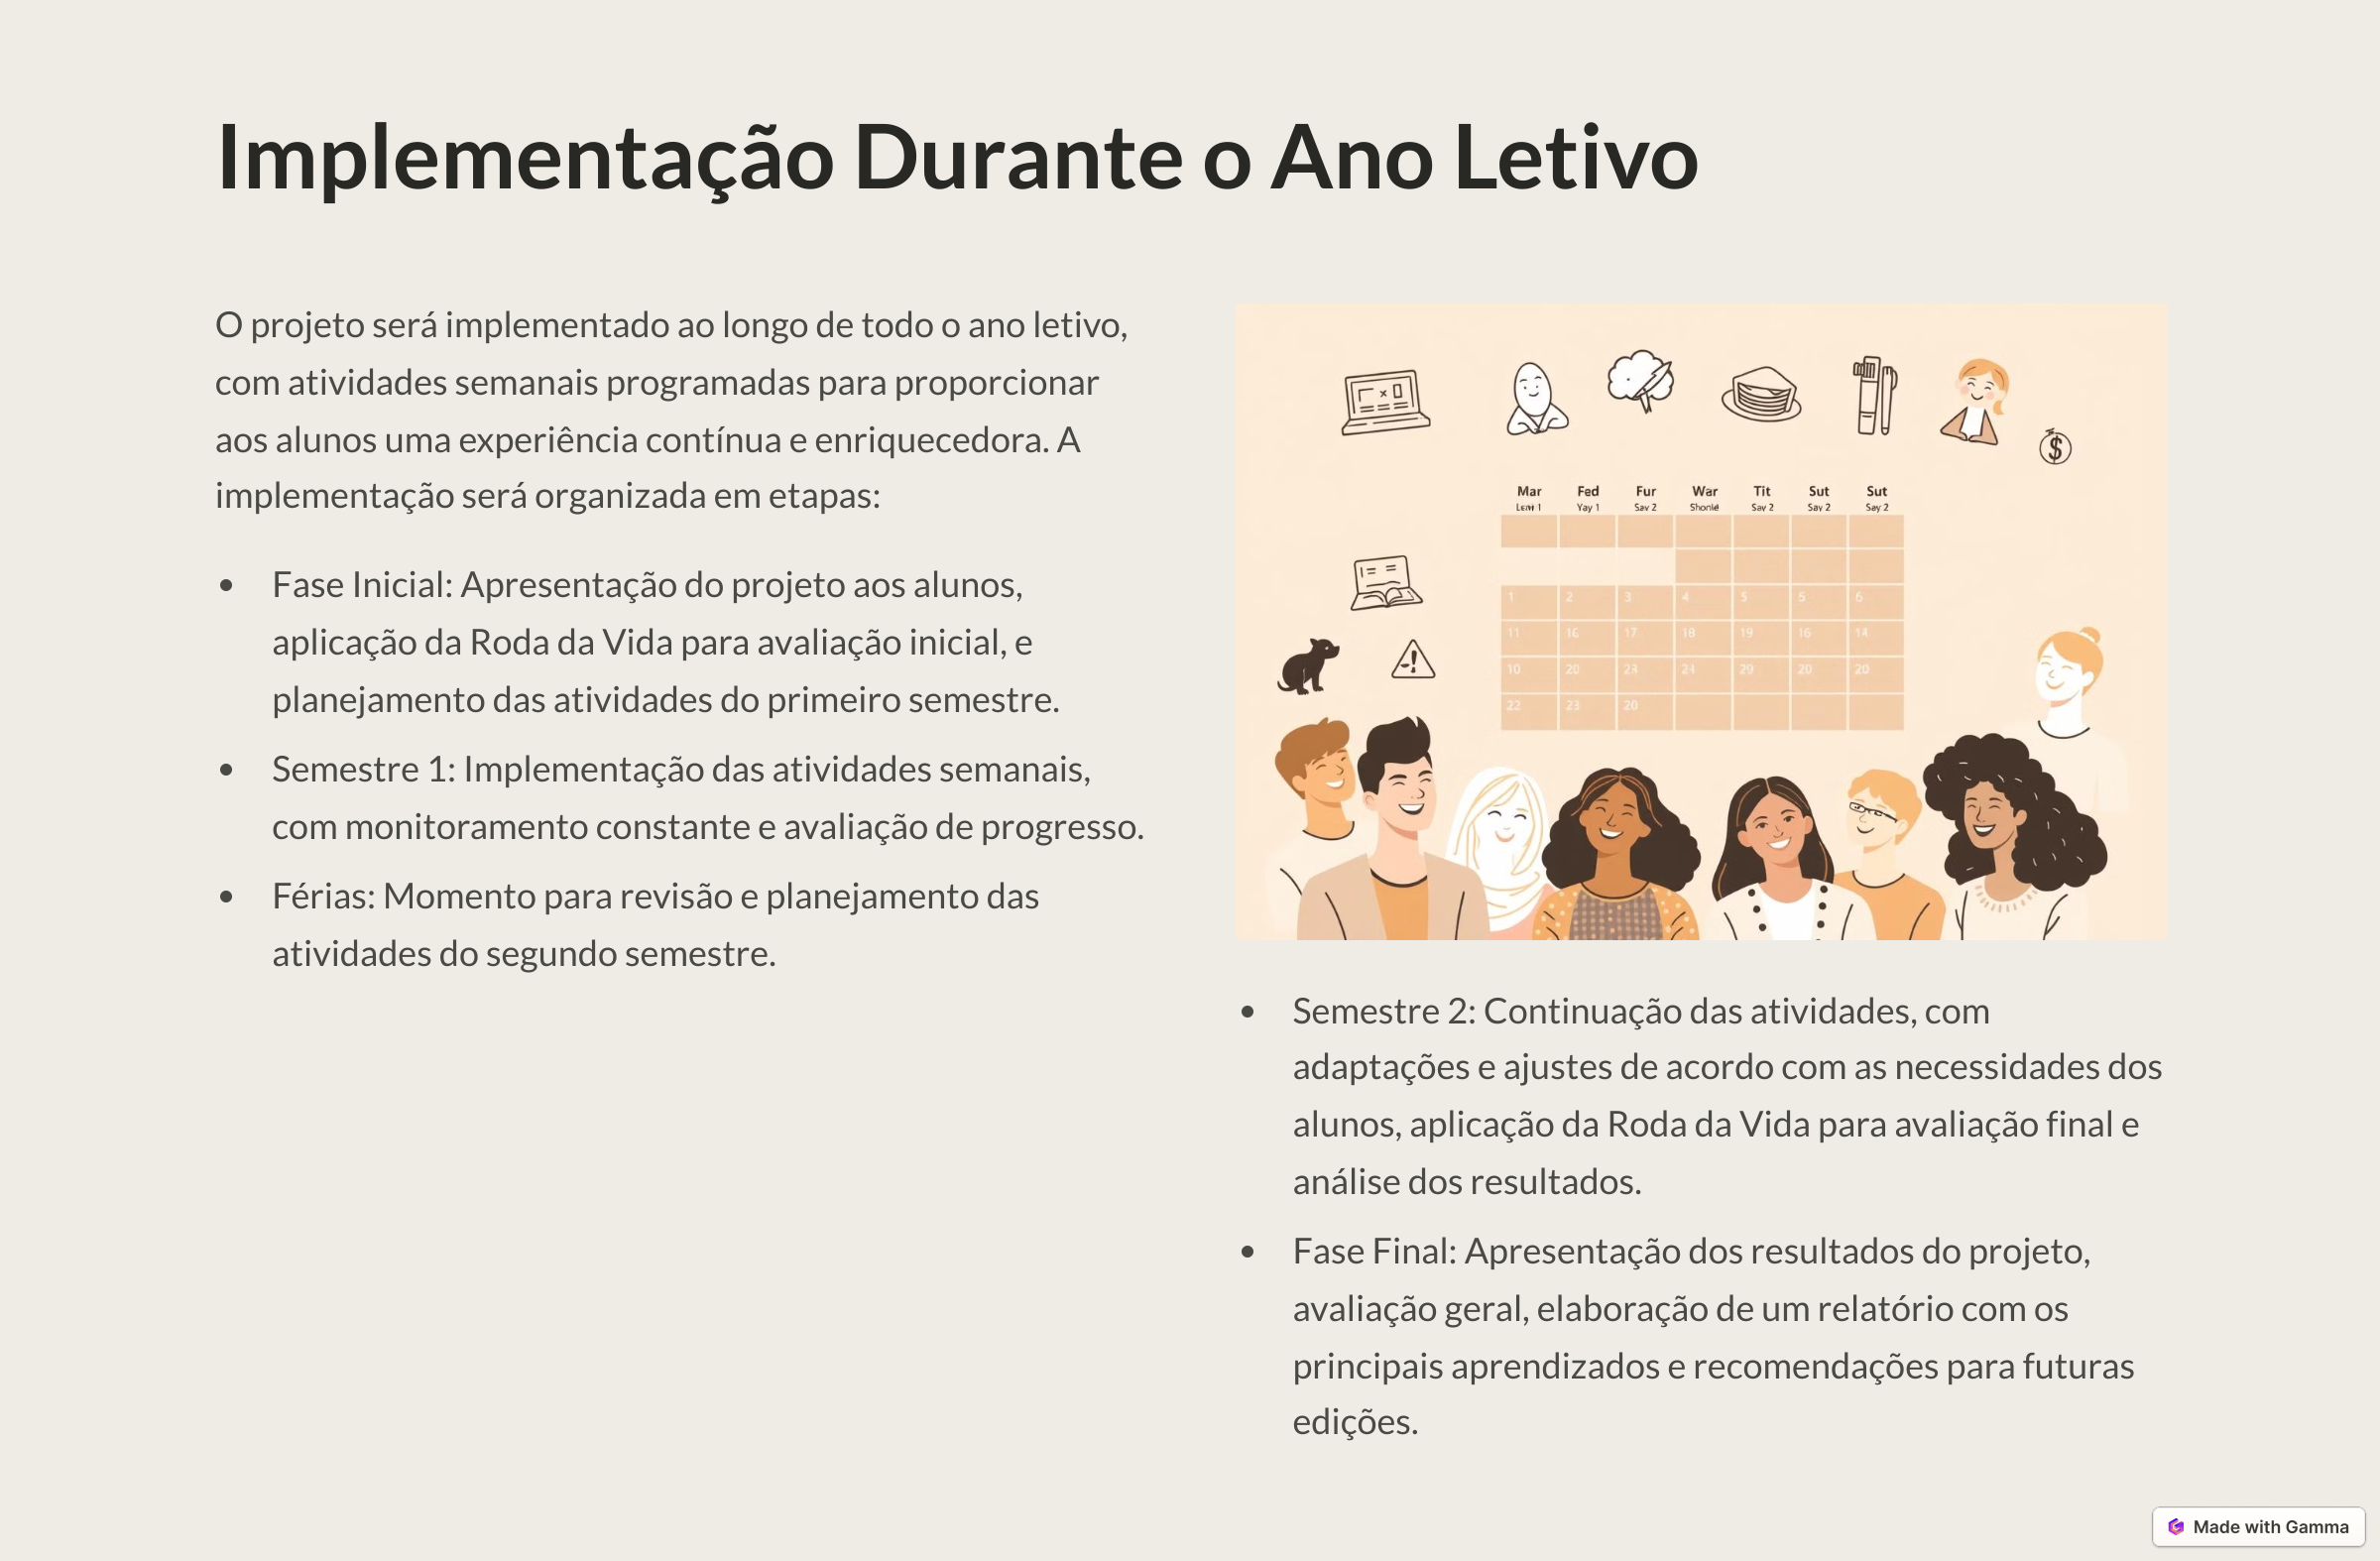 Implementação Durante o Ano Letivo
O projeto será implementado ao longo de todo o ano letivo,
com atividades semanais programadas para proporcionar
aos alunos uma experiência contínua e enriquecedora. A
implementação será organizada em etapas:
• Fase Inicial: Apresentação do projeto aos alunos,
aplicação da Roda da Vida para avaliação inicial, e
planejamento das atividades do primeiro semestre.
• Semestre 1: Implementação das atividades semanais,
com monitoramento constante e avaliação de progresso.
• Férias: Momento para revisão e planejamento das
atividades do segundo semestre.
$
Mar Fed Fur War Tit Sut Sut
Yay 1 Sav 2 Say 2 Sav 2 Say 2
1 2 3 4 5 5 6
11 16 17 18 19 16 14
10 20 23 24 29 20 20
22 23 20
• Semestre 2: Continuação das atividades, com
adaptações e ajustes de acordo com as necessidades dos
alunos, aplicação da Roda da Vida para avaliação final e
análise dos resultados.
• Fase Final: Apresentação dos resultados do projeto,
avaliação geral, elaboração de um relatório com os
principais aprendizados e recomendações para futuras
edições.
Made with Gamma